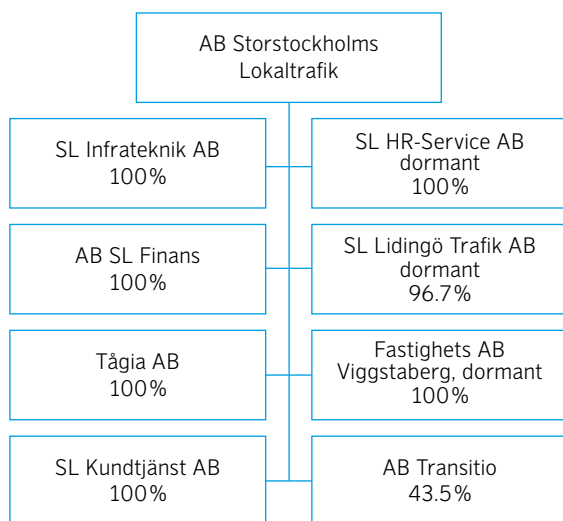 AB Storstockholms
Lokaltrafik
SL Infrateknik AB
100%
SL HR-Service AB
dormant
100%
AB SL Finans
100%
SL Lidingö Trafik AB
dormant
96.7%
Tågia AB
100%
Fastighets AB
Viggstaberg, dormant
100%
SL Kundtjänst AB
100%
AB Transitio
43.5%